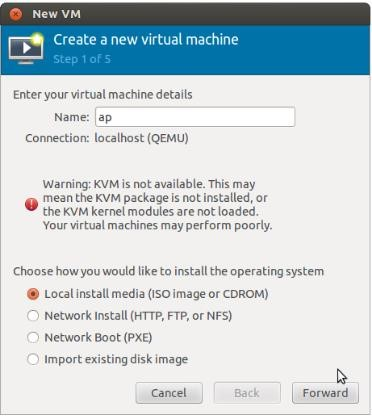 New VM
Create a new virtual machine
Step 1 of 5
Enter your virtual machine details
Name: ap
Connection: localhost (QEMU)
Warning: KVM is not available. This may
mean the KVM package is not installed, or
the KVM kernel modules are not loaded.
Your virtual machines may perform poorly.
Choose how you would like to install the operating system
Local install media (ISO image or CDROM)
Network Install (HTTP, FTP, or NFS)
Network Boot (PXE)
Import existing disk image
Cancel Back Forward